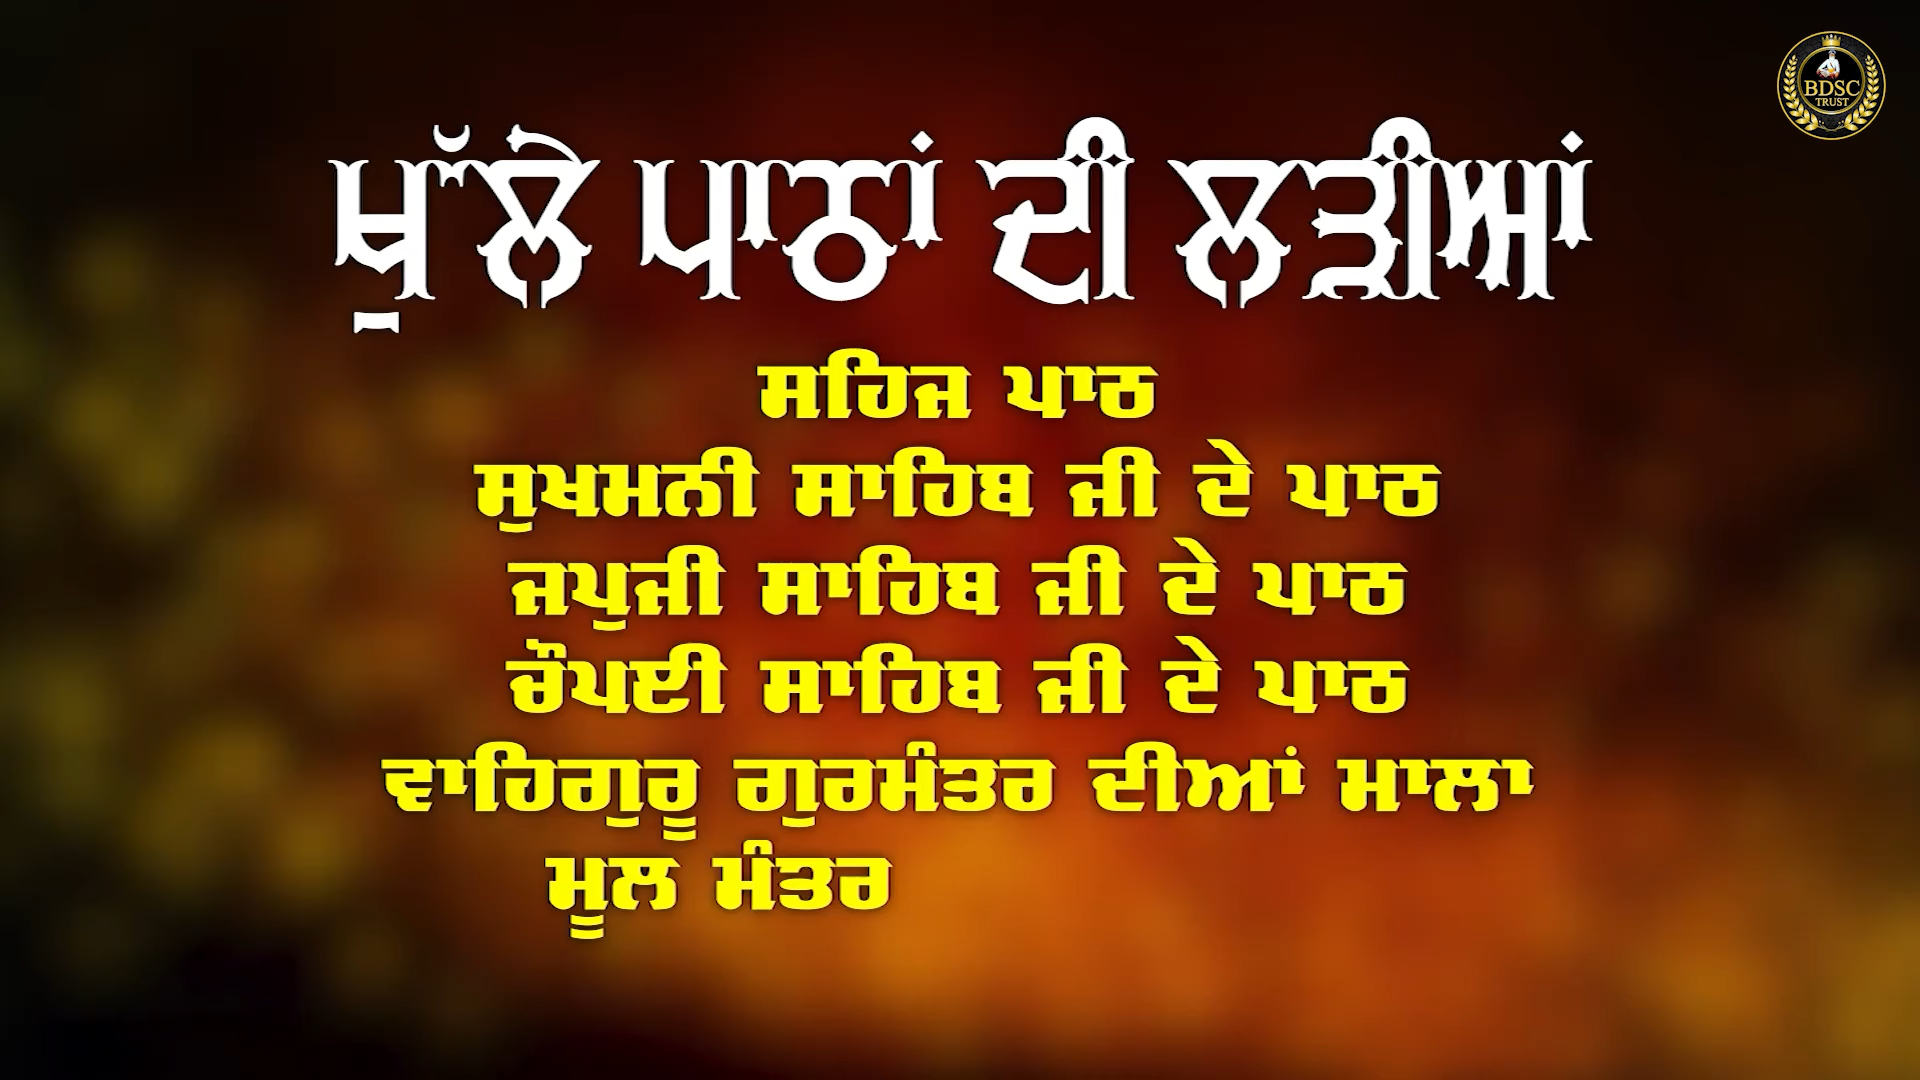 BDSC
TRUST
ਖੁੱਲੇ ਪਾਠਾਂ ਦੀ ਲੜੀਆਂ
ਸਹਿਜ ਪਾਠ
ਸੁਖਮਨੀ ਸਾਹਿਬ ਜੀ ਦੇ ਪਾਠ
ਜਪੁਜੀ ਸਾਹਿਬ ਜੀ ਦੇ ਪਾਠ
ਚੌਪਈ ਸਾਹਿਬ ਜੀ ਦੇ ਪਾਠ
ਵਾਹਿਗੁਰੂ ਗੁਰਮੰਤਰ ਦੀਆਂ ਮਾਲਾ
ਮੂਲ ਮੰਤਰ